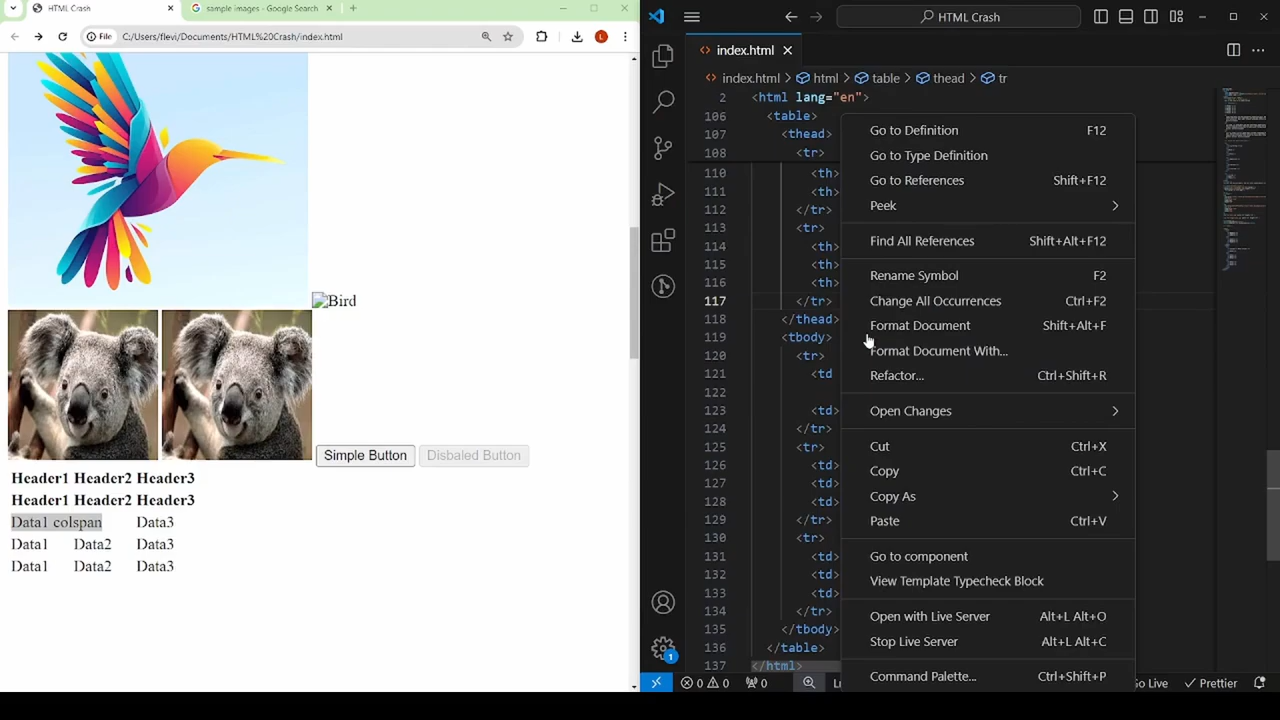 HTML Crash
sample images - Google Search
File
C:/Users/flevi/Documents/HTML%20Crash/index.html
L
Bird
Simple Button
Disbaled Button
Header1 Header2 Header3
Header1 Header2 Header3
Data1 colspan Data3
Data1 Data2 Data3
Data1 Data2 Data3
HTML Crash
index.html
index.html > html > table > thead > tr
2 <html lang="en">
106 <table>
107 <thead>
108 <tr>
110 <th>
111 <th>
112 </tr>
113 <tr>
114 <th>
115 <th>
116 <th>
117 </tr>
118 </thead>
119 <tbody>
120 <tr>
121 <td
122
123 <td>
124 </tr>
125 <tr>
126 <td>
127 <td>
128 <td>
129 </tr>
130 <tr>
131 <td>
132 <td>
133 <td>
134 </tr>
135 </tbody>
136 </table>
137 </html>
Go to Definition F12
Go to Type Definition
Go to References Shift+F12
Peek
Find All References Shift+Alt+F12
Rename Symbol F2
Change All Occurrences Ctrl+F2
Format Document Shift+Alt+F
Format Document With...
Refactor... Ctrl+Shift+R
Open Changes
Cut Ctrl+X
Copy Ctrl+C
Copy As
Paste Ctrl+V
Go to component
View Template Typecheck Block
Open with Live Server Alt+L Alt+O
Stop Live Server Alt+L Alt+C
Command Palette... Ctrl+Shift+P
1
0 0 0
Go Live Prettier